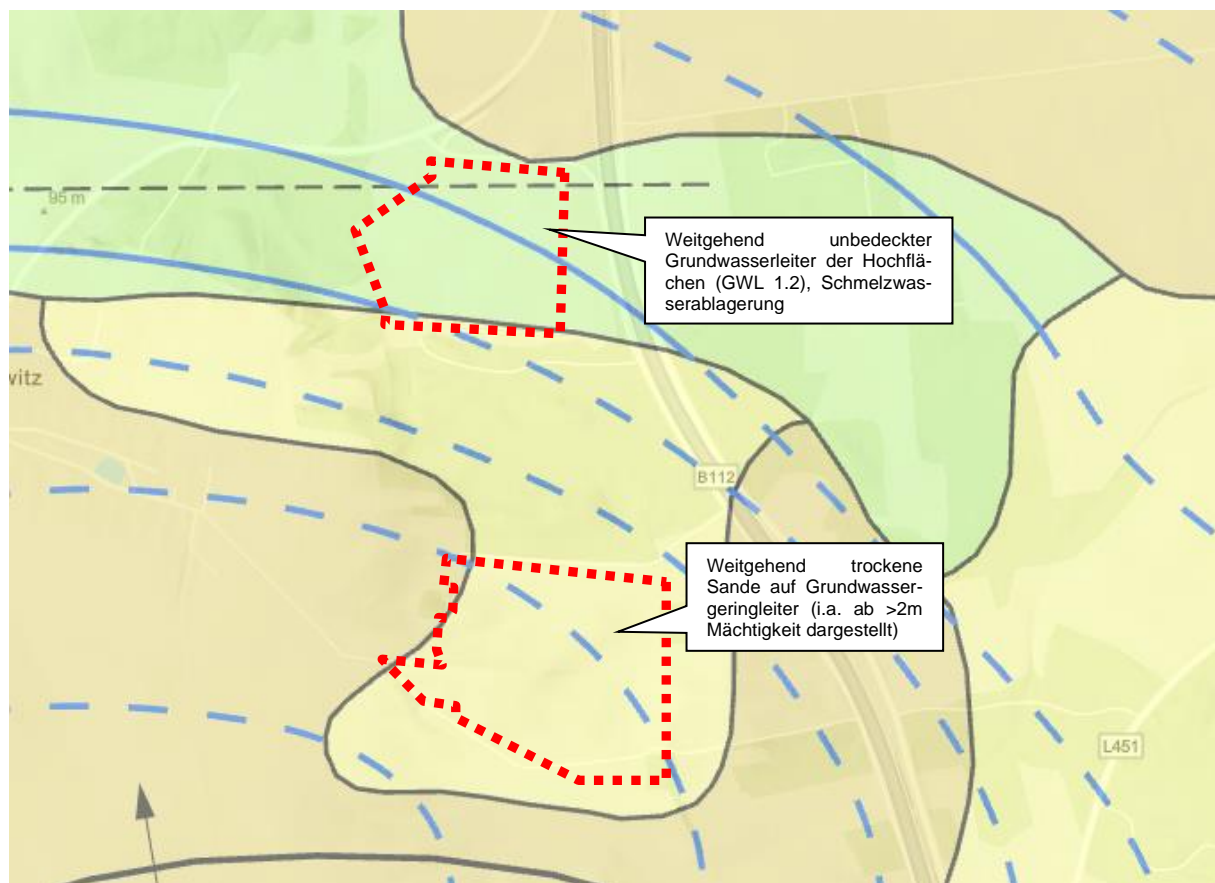 95 m
Weitgehend unbedeckter
Grundwasserleiter der Hochflä-
chen (GWL 1.2), Schmelzwas-
serablagerung
witz
B112
Weitgehend trockene
Sande auf Grundwasser-
geringleiter (i.a. ab >2m
Mächtigkeit dargestellt)
L451